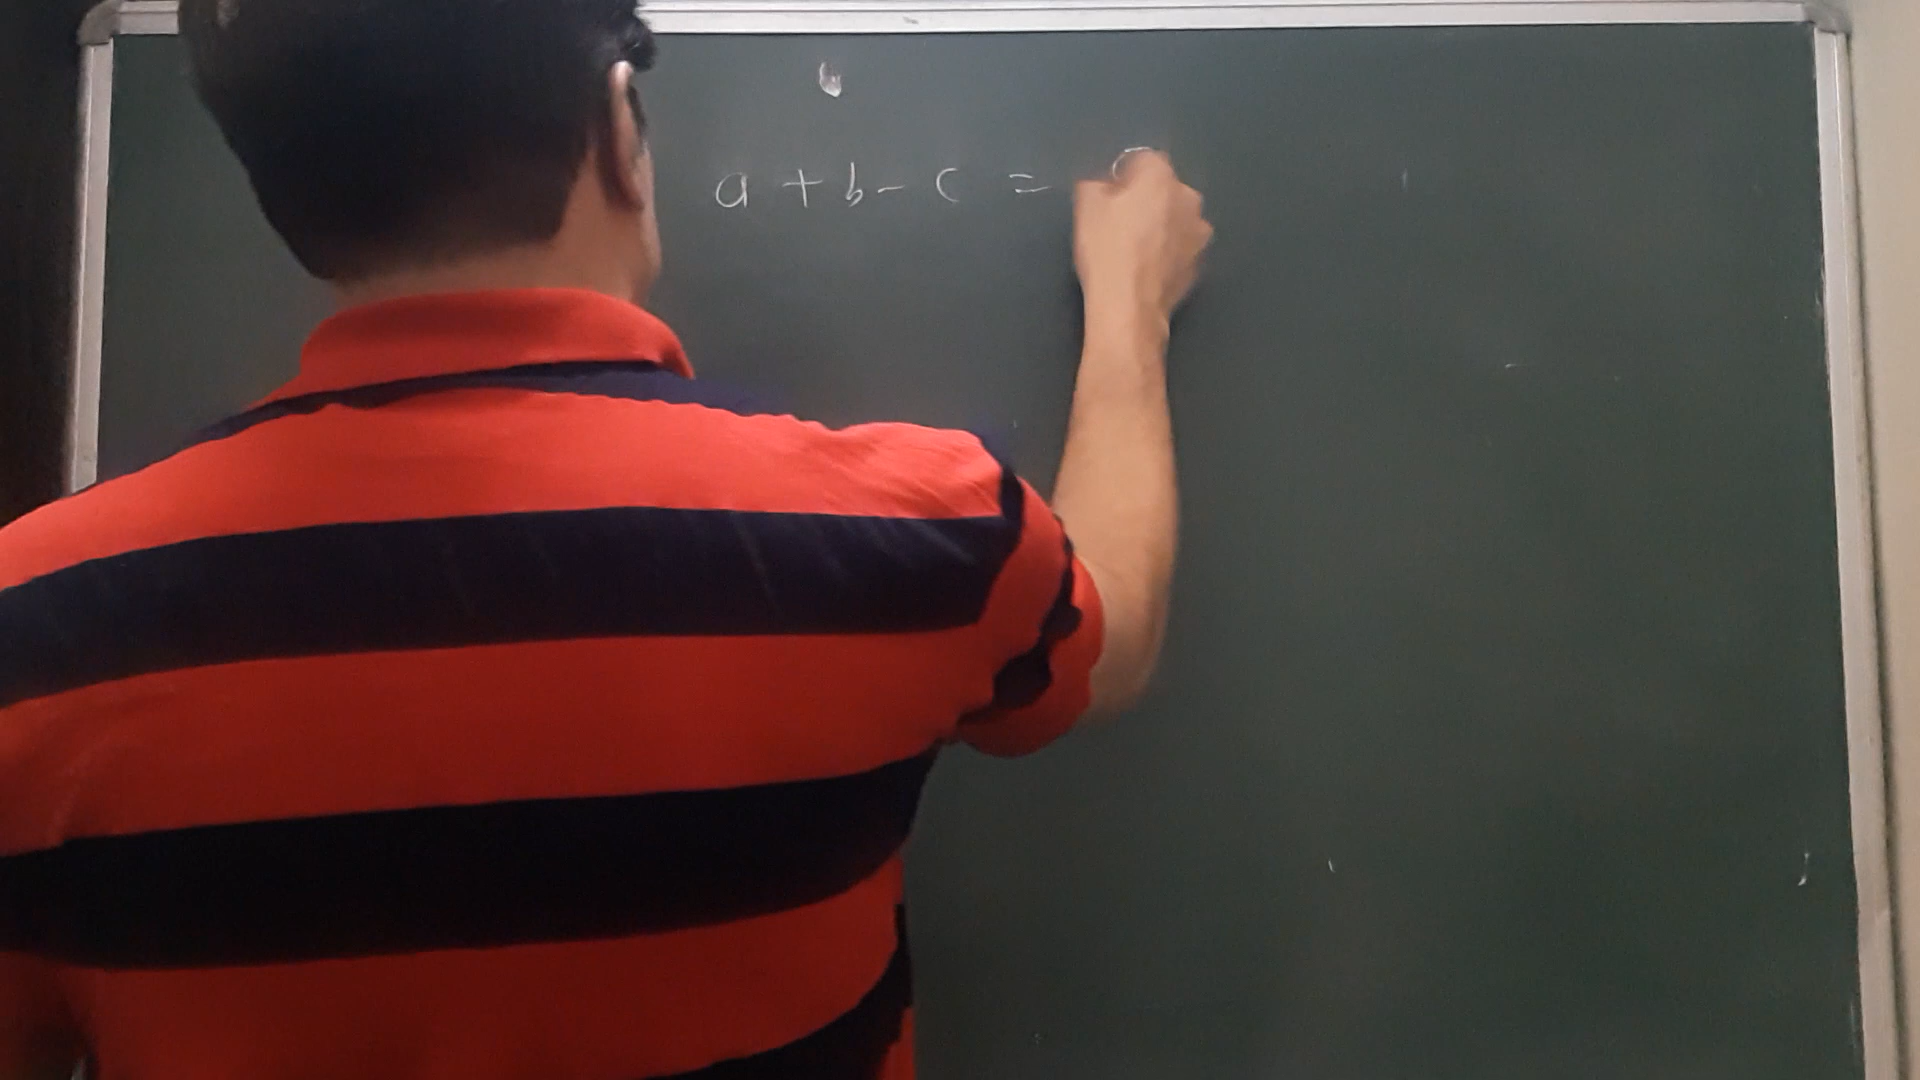 a + b - c =